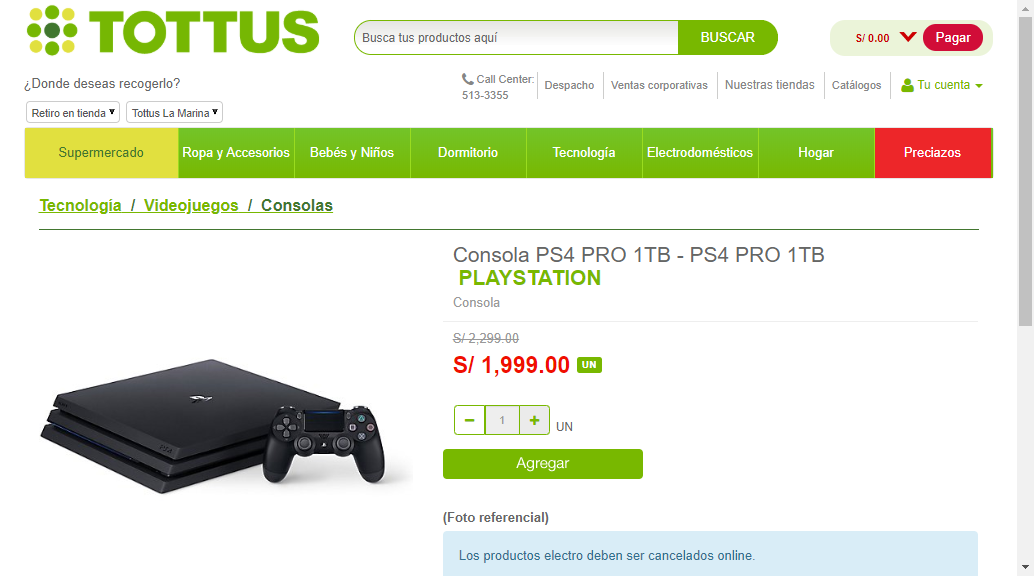 TOTTUS
Busca tus productos aquí
BUSCAR
S/ 0.00
Pagar
¿Donde deseas recogerlo?
Retiro en tienda
Tottus La Marina
Call Center:
513-3355
Despacho
Ventas corporativas
Nuestras tiendas
Catálogos
Tu cuenta
Supermercado
Ropa y Accesorios
Bebés y Niños
Dormitorio
Tecnología
Electrodomésticos
Hogar
Preciazos
Tecnología / Videojuegos / Consolas
Consola PS4 PRO 1TB - PS4 PRO 1TB
PLAYSTATION
Consola
S/ 2,299.00
S/ 1,999.00 UN
− 1 + UN
Agregar
(Foto referencial)
Los productos electro deben ser cancelados online.